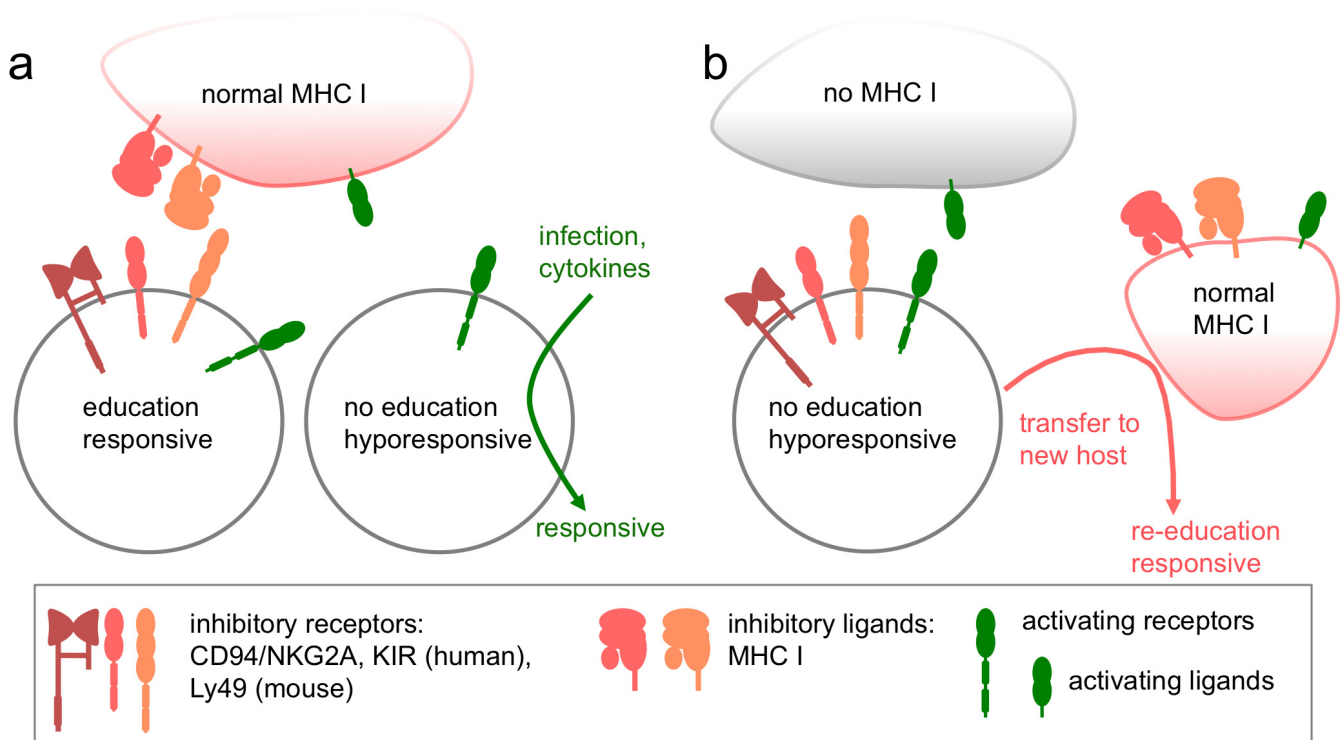 a
normal MHC I
infection,
cytokines
education
responsive
no education
hyporesponsive
responsive
b
no MHC I
normal
MHC I
no education
hyporesponsive
transfer to
new host
re-education
responsive
inhibitory receptors:
CD94/NKG2A, KIR (human),
Ly49 (mouse)
inhibitory ligands:
MHC I
activating receptors
activating ligands